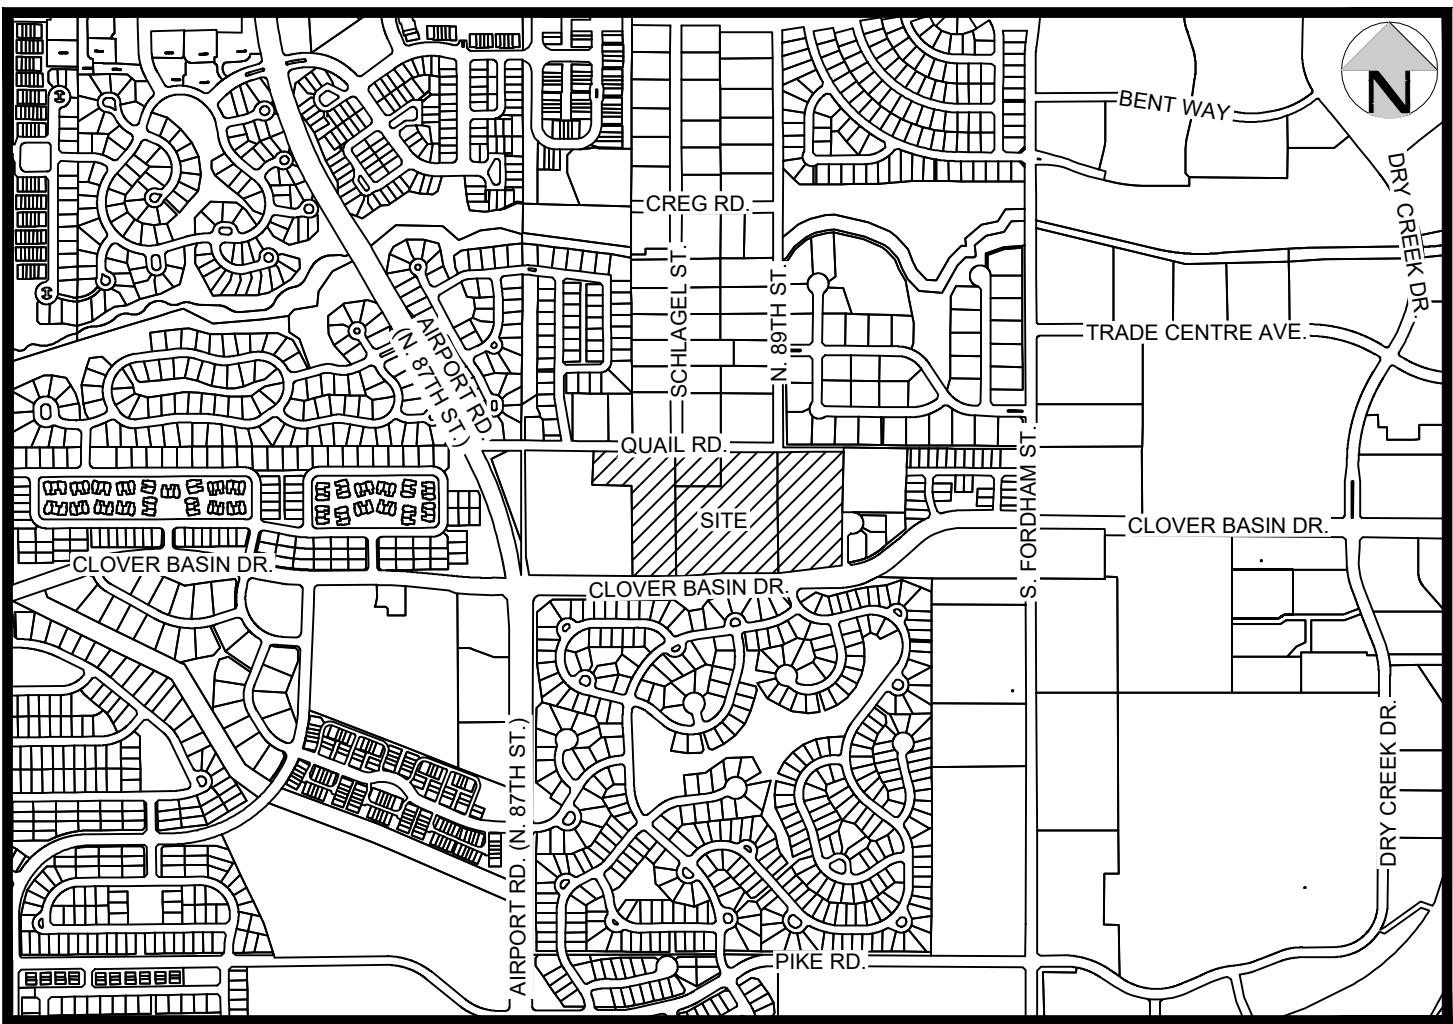 N
BENT WAY
DRY CREEK DR.
CREG RD.
SCHLAGEL ST.
N. 89TH ST.
AIRPORT RD.
(N. 87TH ST.)
TRADE CENTRE AVE.
QUAIL RD.
S. FORDHAM ST.
SITE
CLOVER BASIN DR.
CLOVER BASIN DR.
CLOVER BASIN DR.
AIRPORT RD. (N. 87TH ST.)
DRY CREEK DR.
PIKE RD.